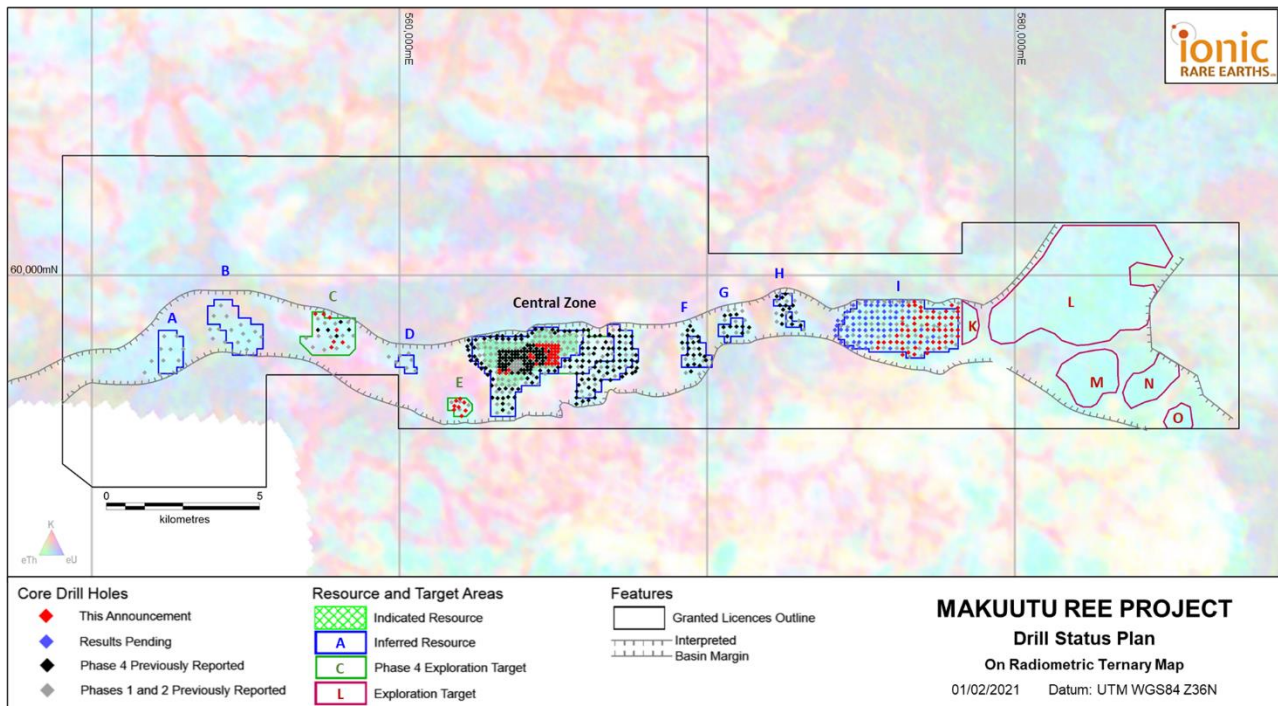 560,000mE
580,000mE
ionic
RARE EARTHS
60,000mN
A
B
C
D
E
Central Zone
F
G
H
I
K
L
M
N
O
0 5
kilometres
K
eTh eU
Core Drill Holes
This Announcement
Results Pending
Phase 4 Previously Reported
Phases 1 and 2 Previously Reported
Resource and Target Areas
Indicated Resource
A Inferred Resource
C Phase 4 Exploration Target
L Exploration Target
Features
Granted Licences Outline
Interpreted
Basin Margin
MAKUUTU REE PROJECT
Drill Status Plan
On Radiometric Ternary Map
01/02/2021 Datum: UTM WGS84 Z36N